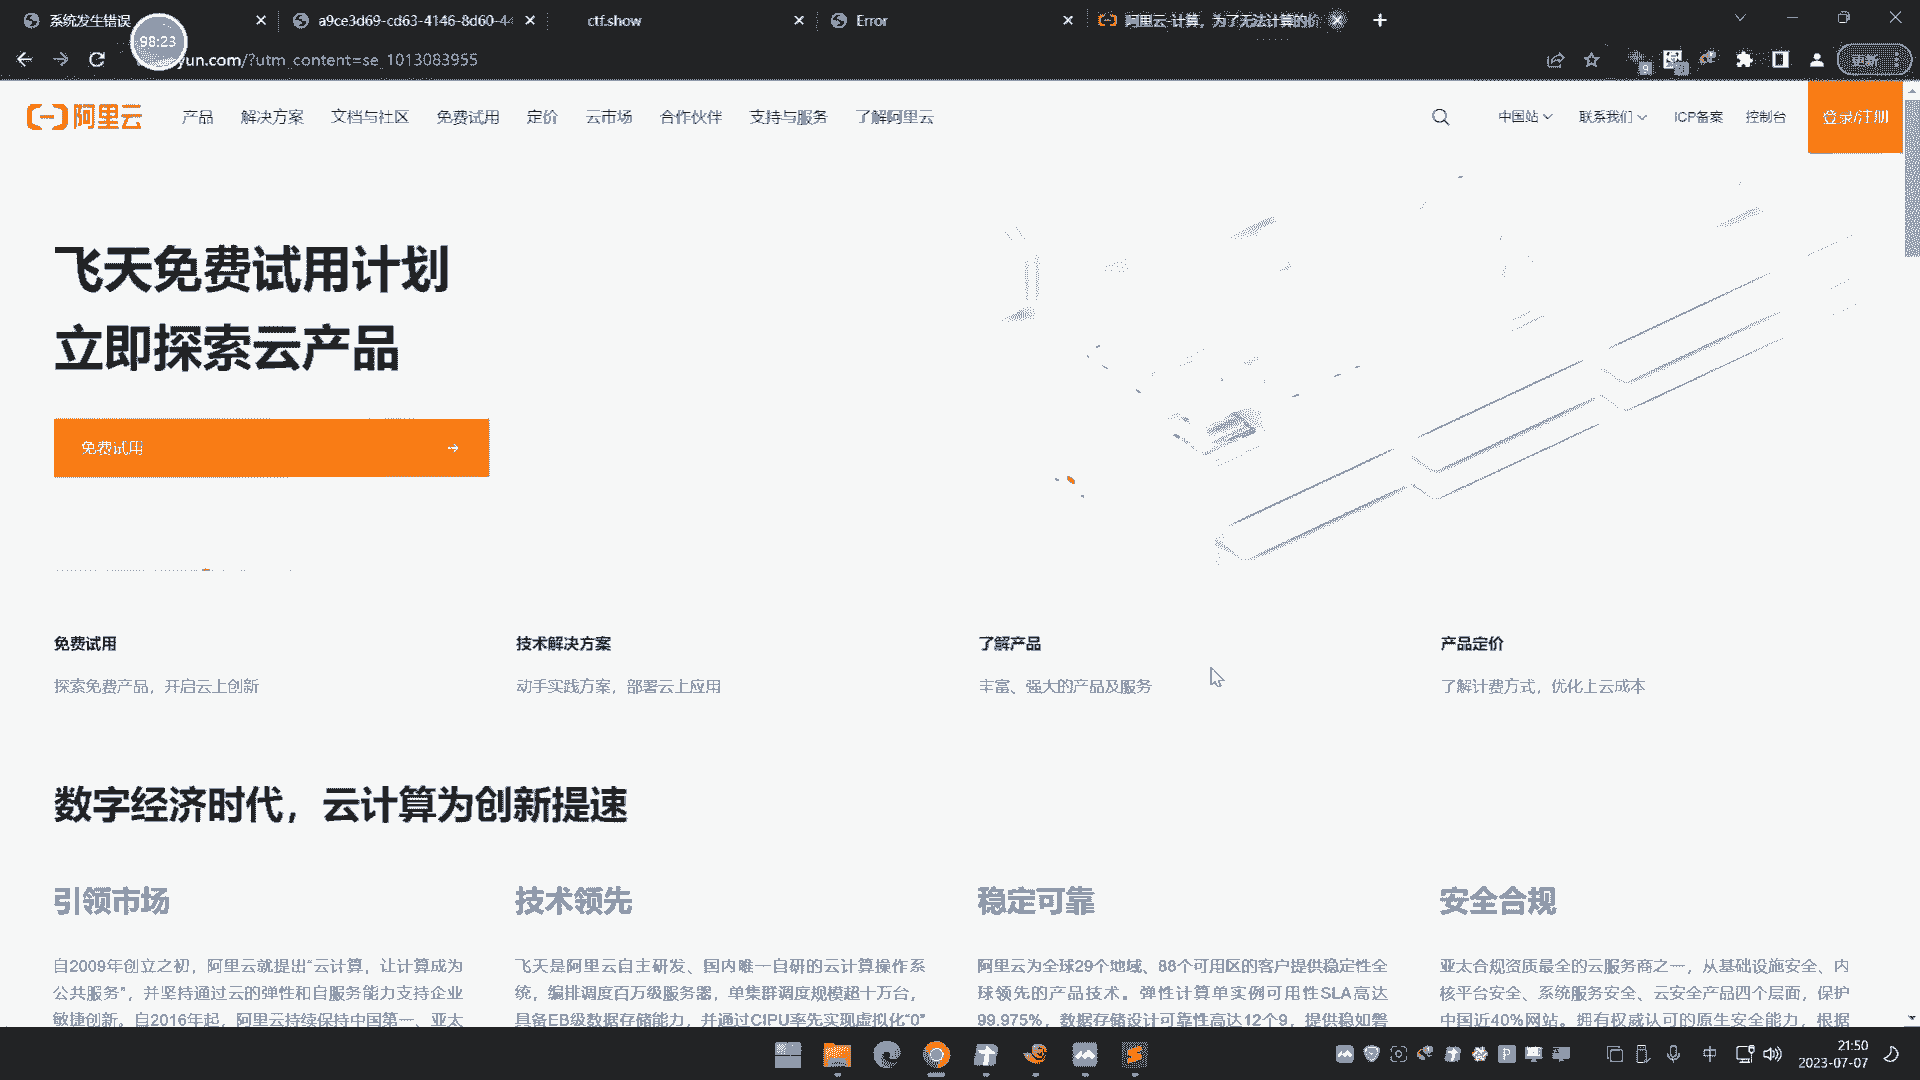 系统发生错误
a9ce3d69-cd63-4146-8d60-4
ctf.show
Error
阿里云-计算，为了无法计算的价
98:23
yun.com/?utm_content=se_1013083955
更新
阿里云
产品
解决方案
文档与社区
免费试用
定价
云市场
合作伙伴
支持与服务
了解阿里云
中国站
联系我们
ICP备案
控制台
登录/注册
飞天免费试用计划
立即探索云产品
免费试用
免费试用
技术解决方案
了解产品
产品定价
探索免费产品，开启云上创新
动手实践方案，部署云上应用
丰富、强大的产品及服务
了解计费方式，优化上云成本
数字经济时代，云计算为创新提速
引领市场
技术领先
稳定可靠
安全合规
自2009年创立之初，阿里云就提出“云计算，让计算成为
公共服务”，并坚持通过云的弹性和自服务能力支持企业
敏捷创新。自2016年起，阿里云持续保持中国第一、亚太
飞天是阿里云自主研发、国内唯一自研的云计算操作系
统，编排调度百万级服务器，单集群调度规模超十万台，
具备EB级数据存储能力，并通过CIPU率先实现虚拟化“0”
阿里云为全球29个地域、88个可用区的客户提供稳定性全
球领先的产品技术。弹性计算单实例可用性SLA高达
99.975%，数据存储设计可靠性高达12个9，提供稳如磐
亚太合规资质最全的云服务商之一，从基础设施安全、内
核平台安全、系统服务安全、云安全产品四个层面，保护
中国近40%网站。拥有权威认可的原生安全能力，根据
中
21:50
2023-07-07